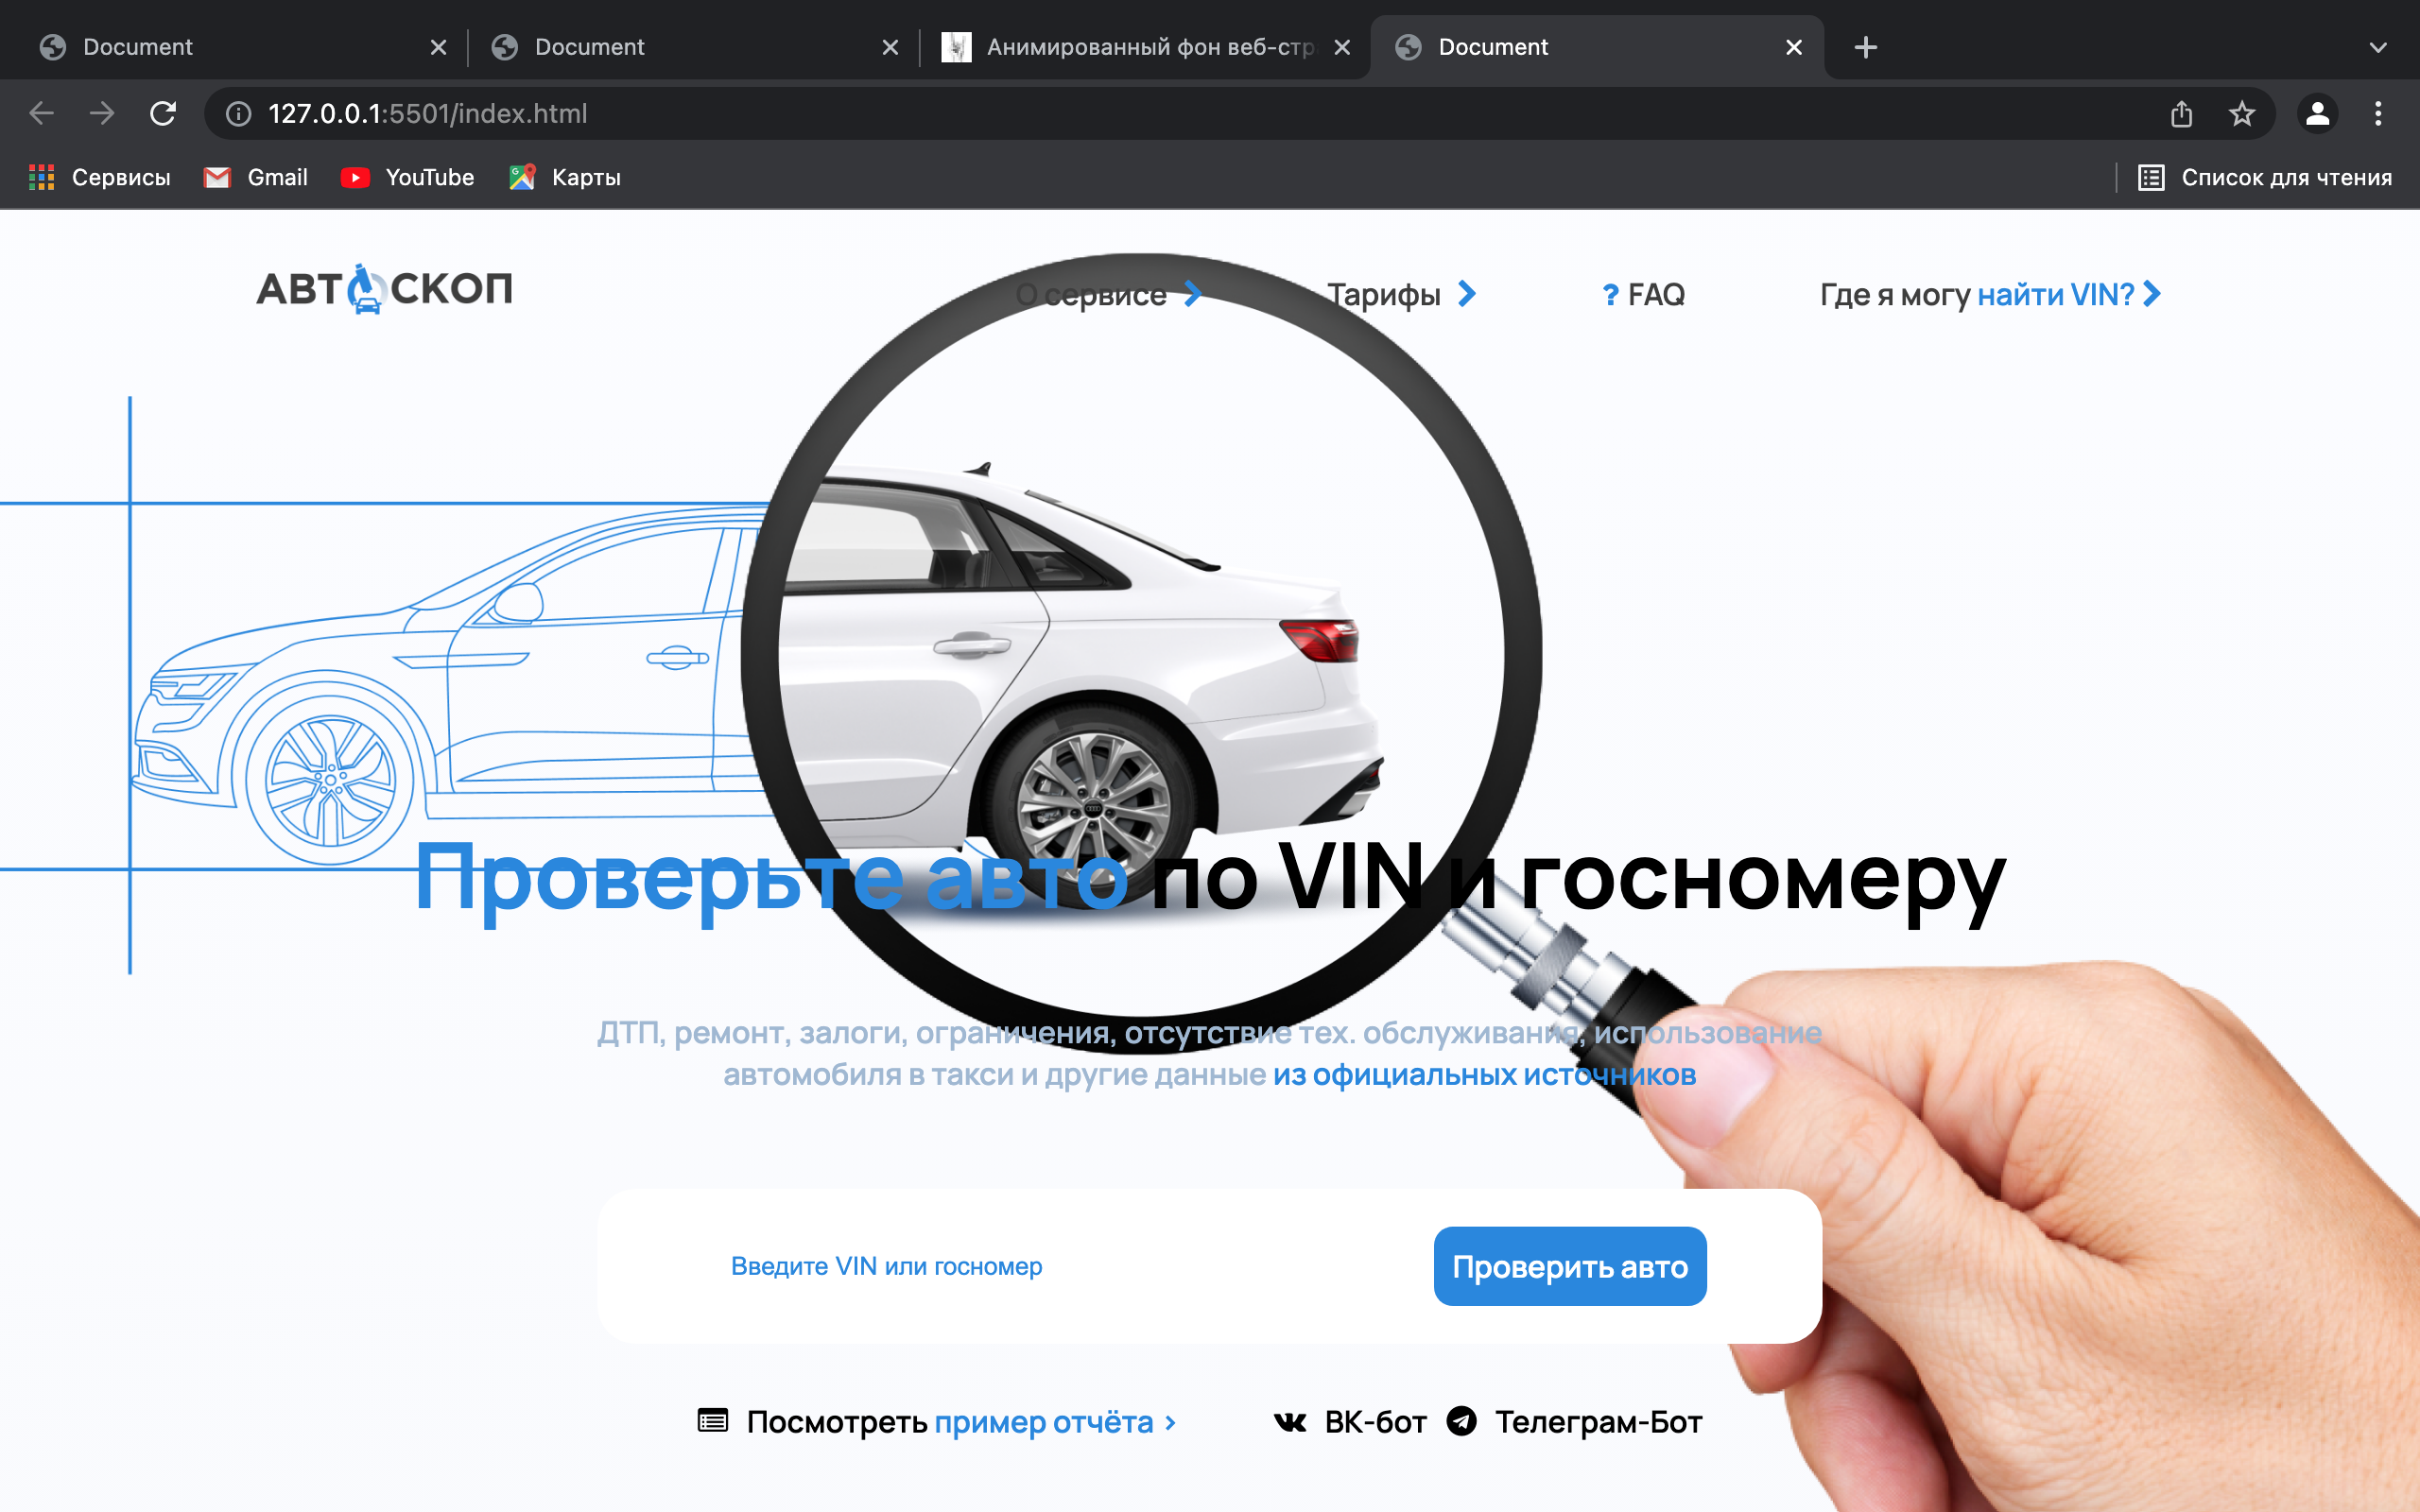 Document
Document
Анимированный фон веб-стр
Document
127.0.0.1:5501/index.html
Сервисы
Gmail
YouTube
Карты
Список для чтения
АВТОСКОП
О сервисе
Тарифы
? FAQ
Где я могу найти VIN?
Проверьте авто по VIN и госномеру
ДТП, ремонт, залоги, ограничения, отсутствие тех. обслуживания, использование
автомобиля в такси и другие данные из официальных источников
Введите VIN или госномер
Проверить авто
Посмотреть пример отчёта ›
ВК-бот
Телеграм-Бот